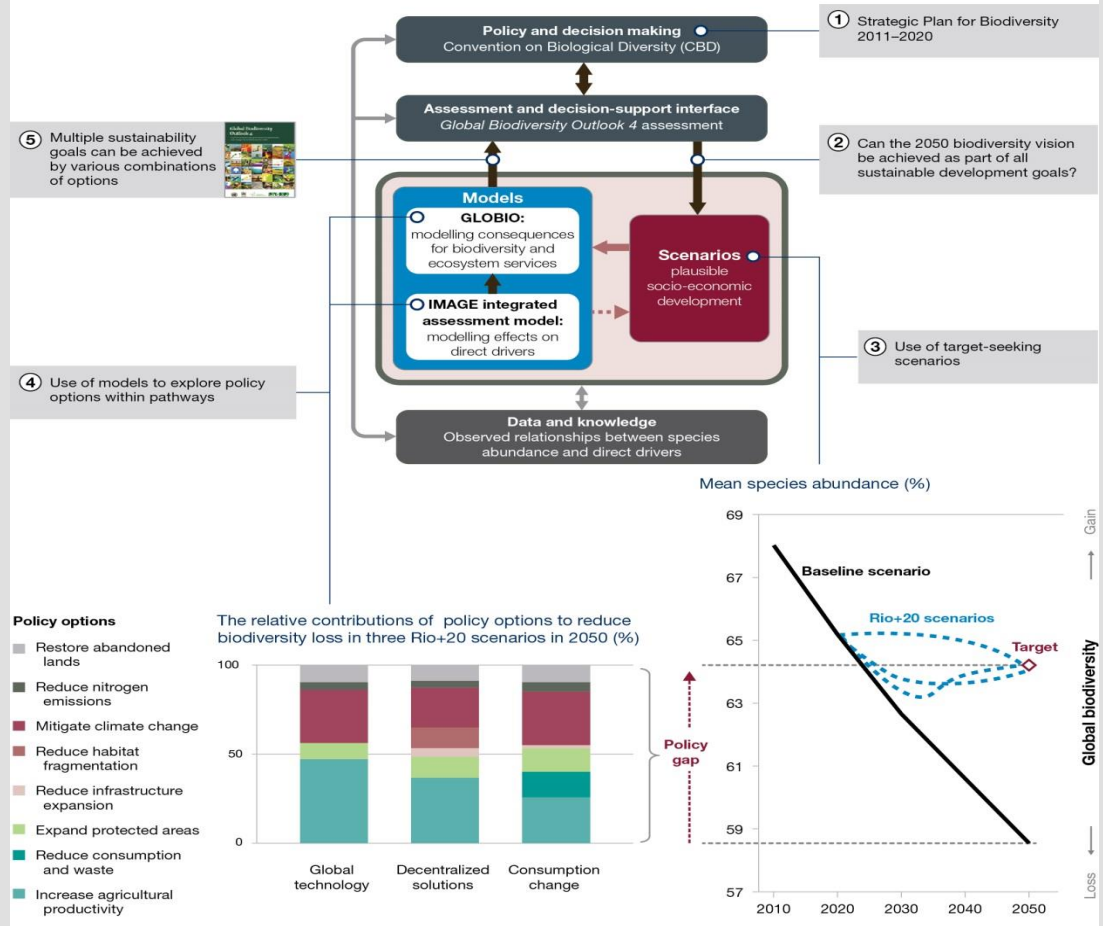 Policy and decision making
Convention on Biological Diversity (CBD)
1 Strategic Plan for Biodiversity
2011–2020
Assessment and decision-support interface
Global Biodiversity Outlook 4 assessment
5 Multiple sustainability
goals can be achieved
by various combinations
of options
Global Biodiversity
Outlook 4
2 Can the 2050 biodiversity vision
be achieved as part of all
sustainable development goals?
Models
GLOBIO:
modelling consequences
for biodiversity and
ecosystem services
IMAGE integrated
assessment model:
modelling effects on
direct drivers
Scenarios
plausible
socio-economic
development
3 Use of target-seeking
scenarios
4 Use of models to explore policy
options within pathways
Data and knowledge
Observed relationships between species
abundance and direct drivers
Mean species abundance (%)
69
67
65
63
61
59
57
2010
2020
2030
2040
2050
Baseline scenario
Rio+20 scenarios
Target
Gain
Global biodiversity
Loss
Policy options
Restore abandoned
lands
Reduce nitrogen
emissions
Mitigate climate change
Reduce habitat
fragmentation
Reduce infrastructure
expansion
Expand protected areas
Reduce consumption
and waste
Increase agricultural
productivity
The relative contributions of policy options to reduce
biodiversity loss in three Rio+20 scenarios in 2050 (%)
100
50
0
Global
technology
Decentralized
solutions
Consumption
change
Policy
gap